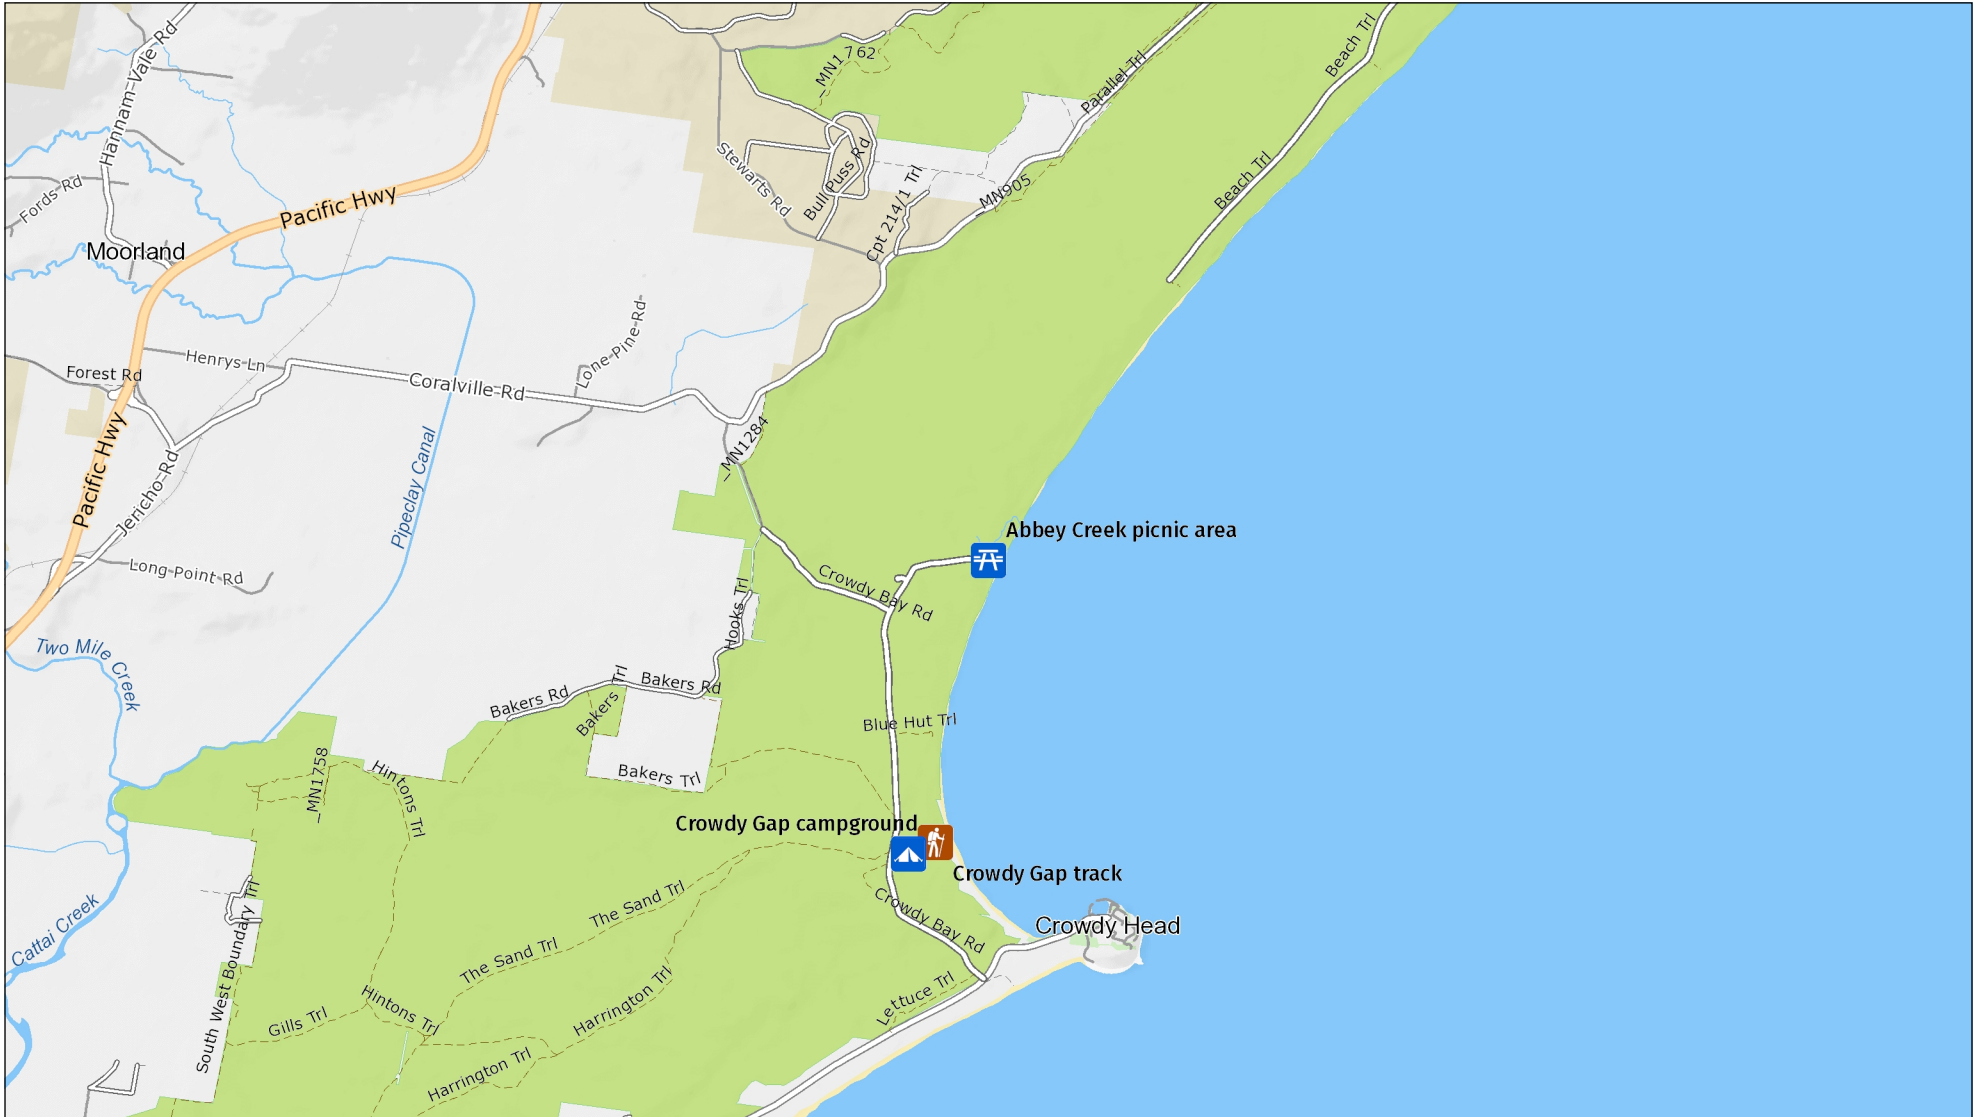 Hannam-Vale Rd
_MN1762
Parallel Trl
Beach Trl
Stewarts Rd
Bull Puss Rd
Beach Trl
Fords Rd
Pacific Hwy
Cpt 214/1 Trl
_MN905
Moorland
Lone-Pine-Rd
Henrys Ln
Forest Rd
Coralville-Rd
_MN1284
Pacific Hwy
Jericho-Rd
Pipeclay Canal
Abbey Creek picnic area
Long Point Rd
Crowdy Bay Rd
Hooks Trl
Two Mile Creek
Bakers Rd
Bakers Rd
Bakers Trl
Blue Hut Trl
_MN1758
Hintons Trl
Bakers Trl
Crowdy Gap campground
Crowdy Gap track
The Sand Trl
Crowdy Bay Rd
Crowdy Head
Cattai Creek
South West Boundary Trl
The Sand Trl
Harrington Trl
Lettuce Trl
Gills Trl
Hintons Trl
Harrington Trl